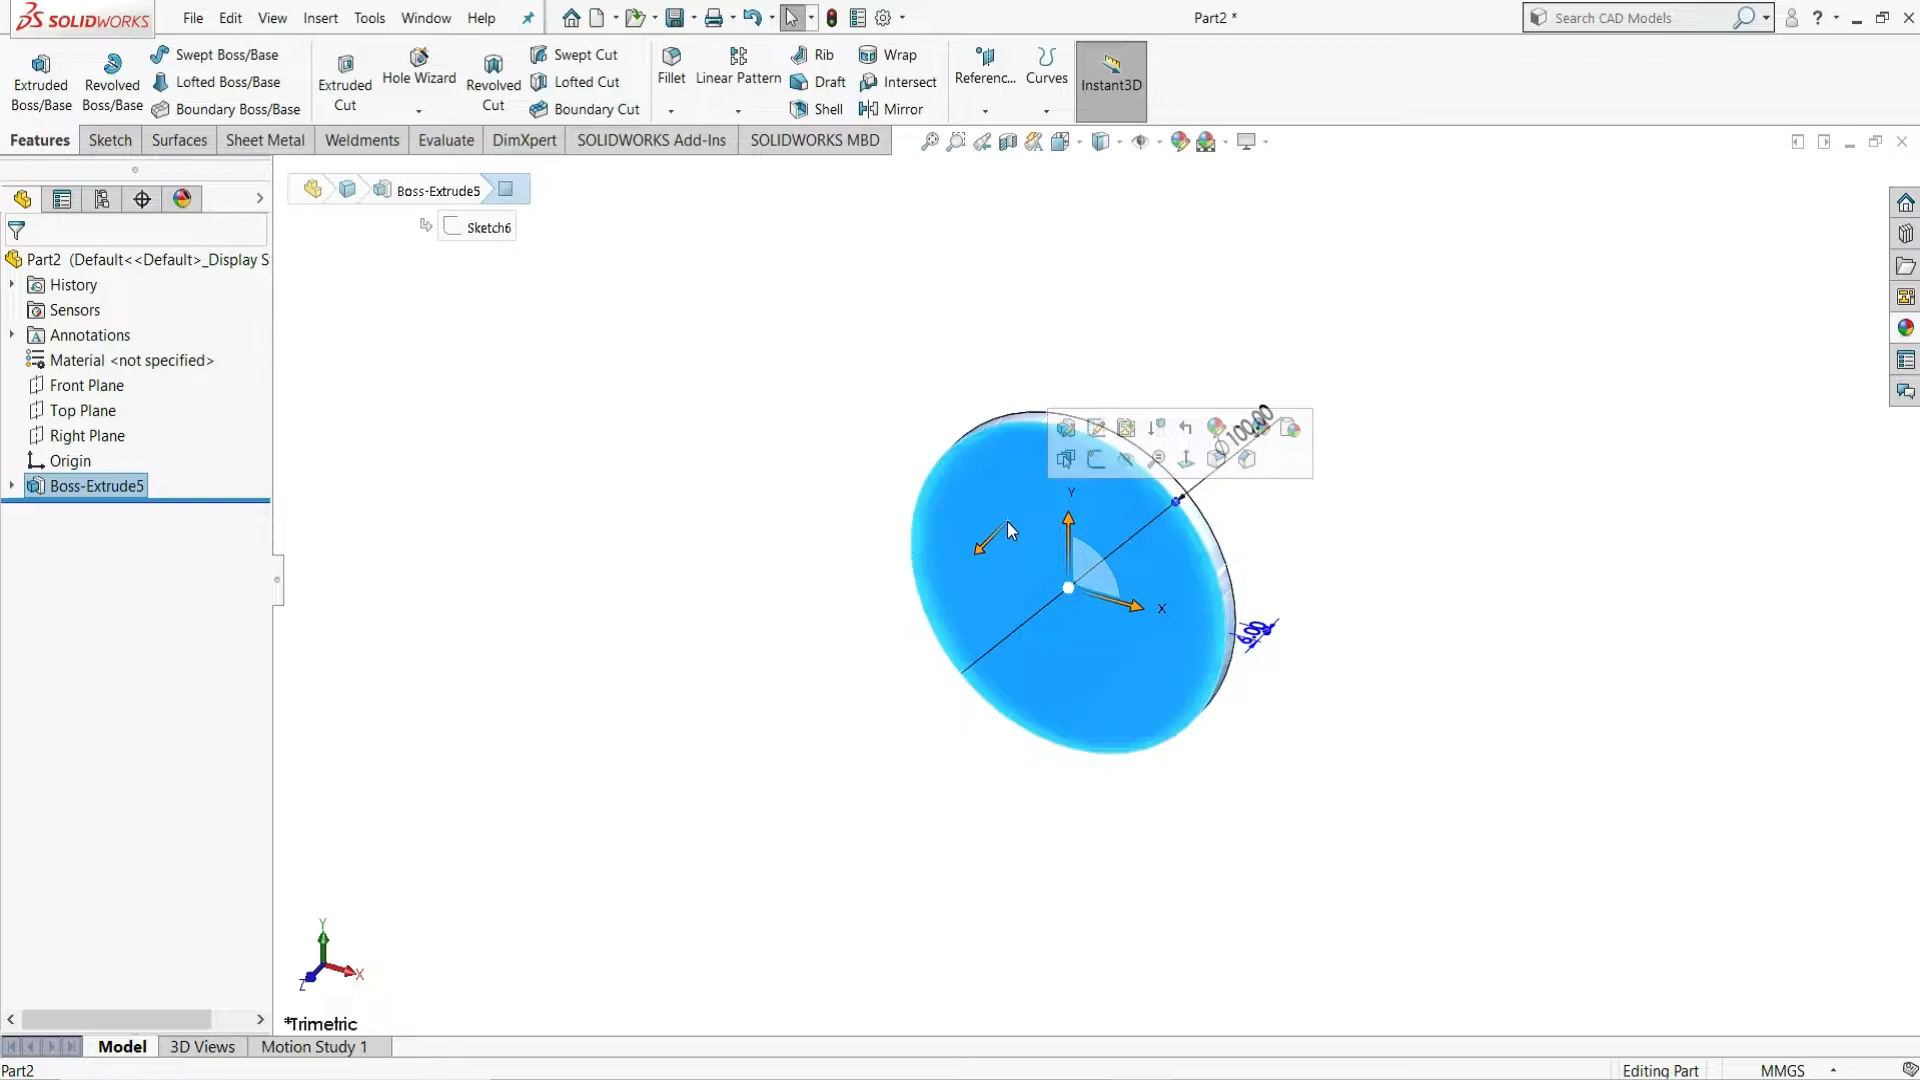 SOLIDWORKS
File Edit View Insert Tools Window Help
Part2 *
Search CAD Models
?
Extruded Boss/Base
Revolved Boss/Base
Swept Boss/Base
Lofted Boss/Base
Boundary Boss/Base
Extruded Cut
Hole Wizard
Revolved Cut
Swept Cut
Lofted Cut
Boundary Cut
Fillet
Linear Pattern
Rib
Draft
Shell
Wrap
Intersect
Mirror
Referenc...
Curves
Instant3D
Features Sketch Surfaces Sheet Metal Weldments Evaluate DimXpert SOLIDWORKS Add-Ins SOLIDWORKS MBD
Boss-Extrude5
Sketch6
Part2 (Default<<Default>_Display S
History
Sensors
Annotations
Material <not specified>
Front Plane
Top Plane
Right Plane
Origin
Boss-Extrude5
∅100.00
Y
X
6.00
Y
X
Z
*Trimetric
Model 3D Views Motion Study 1
Part2
Editing Part
MMGS